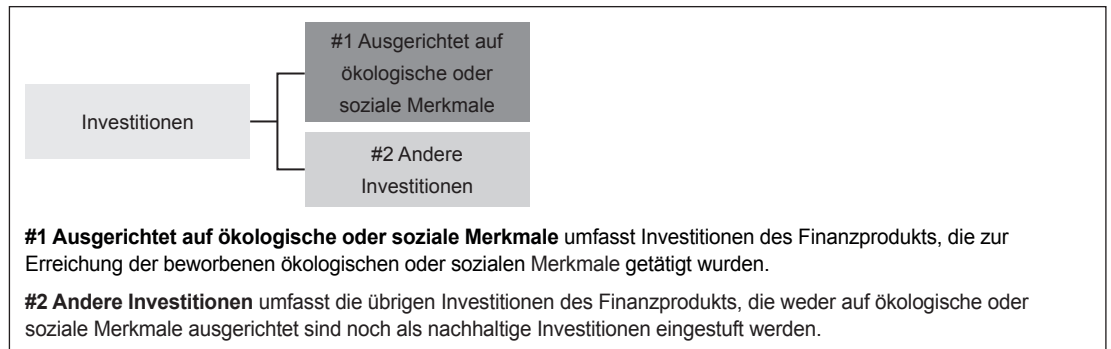 #1 Ausgerichtet auf
ökologische oder
soziale Merkmale
Investitionen
#2 Andere
Investitionen
#1 Ausgerichtet auf ökologische oder soziale Merkmale umfasst Investitionen des Finanzprodukts, die zur
Erreichung der beworbenen ökologischen oder sozialen Merkmale getätigt wurden.
#2 Andere Investitionen umfasst die übrigen Investitionen des Finanzprodukts, die weder auf ökologische oder
soziale Merkmale ausgerichtet sind noch als nachhaltige Investitionen eingestuft werden.